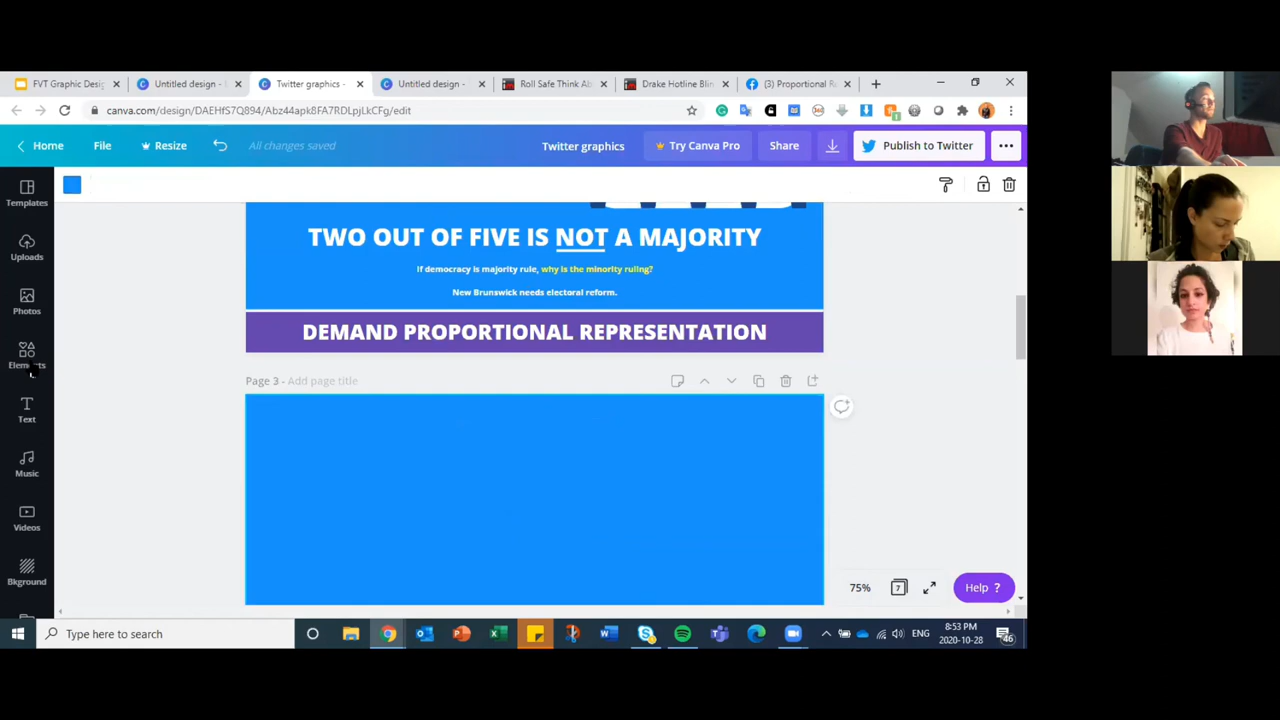 FVT Graphic Desig
Untitled design -
Twitter graphics -
Untitled design -
Roll Safe Think Ab
Drake Hotline Blin
(3) Proportional Re
canva.com/design/DAEHfS7Q894/Abz44apk8FA7RDLpjLkCFg/edit
Home
File
Resize
All changes saved
Twitter graphics
Try Canva Pro
Share
Publish to Twitter
Templates
Uploads
Photos
Elements
Text
Music
Videos
Bkground
TWO OUT OF FIVE IS NOT A MAJORITY
If democracy is majority rule, why is the minority ruling?
New Brunswick needs electoral reform.
DEMAND PROPORTIONAL REPRESENTATION
Page 3 - Add page title
75%
7
Help ?
Type here to search
ENG
8:53 PM
2020-10-28
46